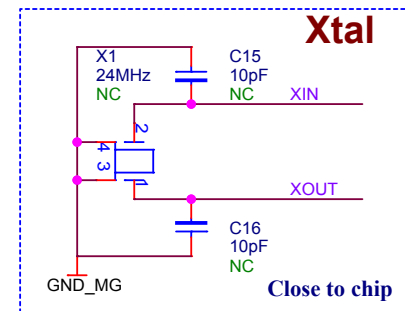 Xtal
X1
24MHz
NC
C15
10pF
NC
XIN
2
4
3
1
XOUT
C16
10pF
NC
GND_MG
Close to chip